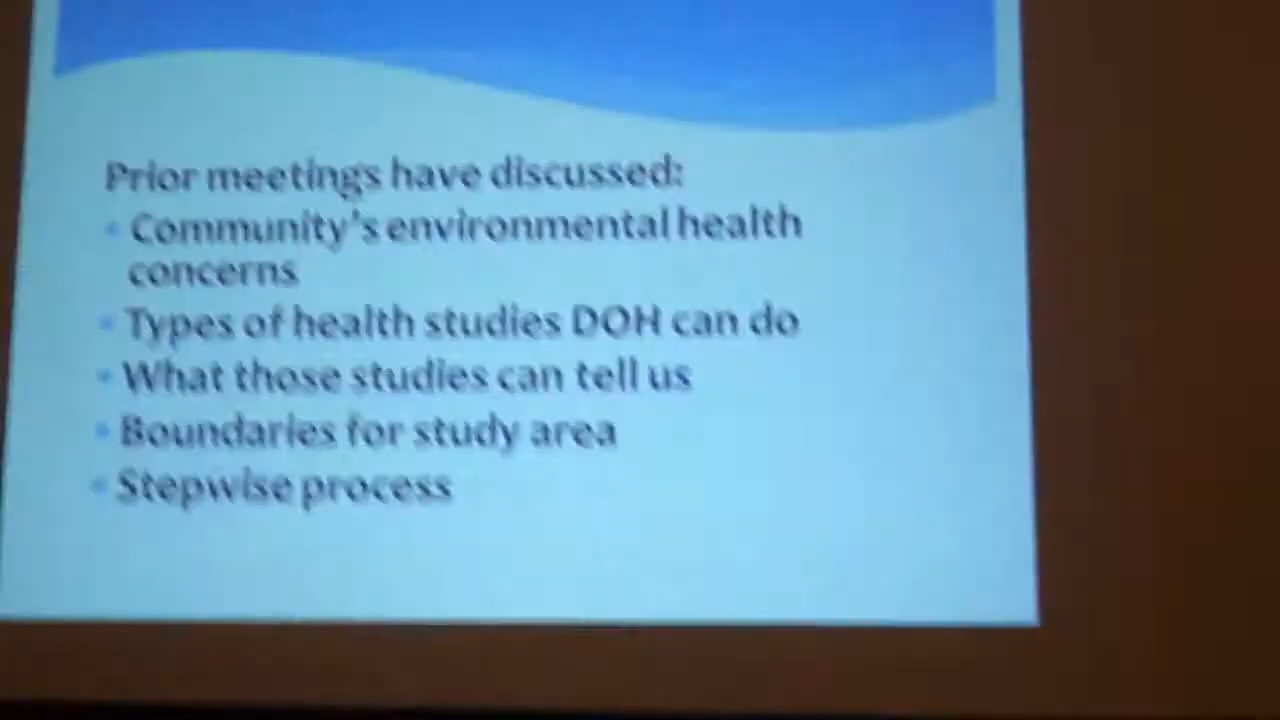 Prior meetings have discussed:
• Community's environmental health
concerns
• Types of health studies DOH can do
• What those studies can tell us
• Boundaries for study area
• Stepwise process